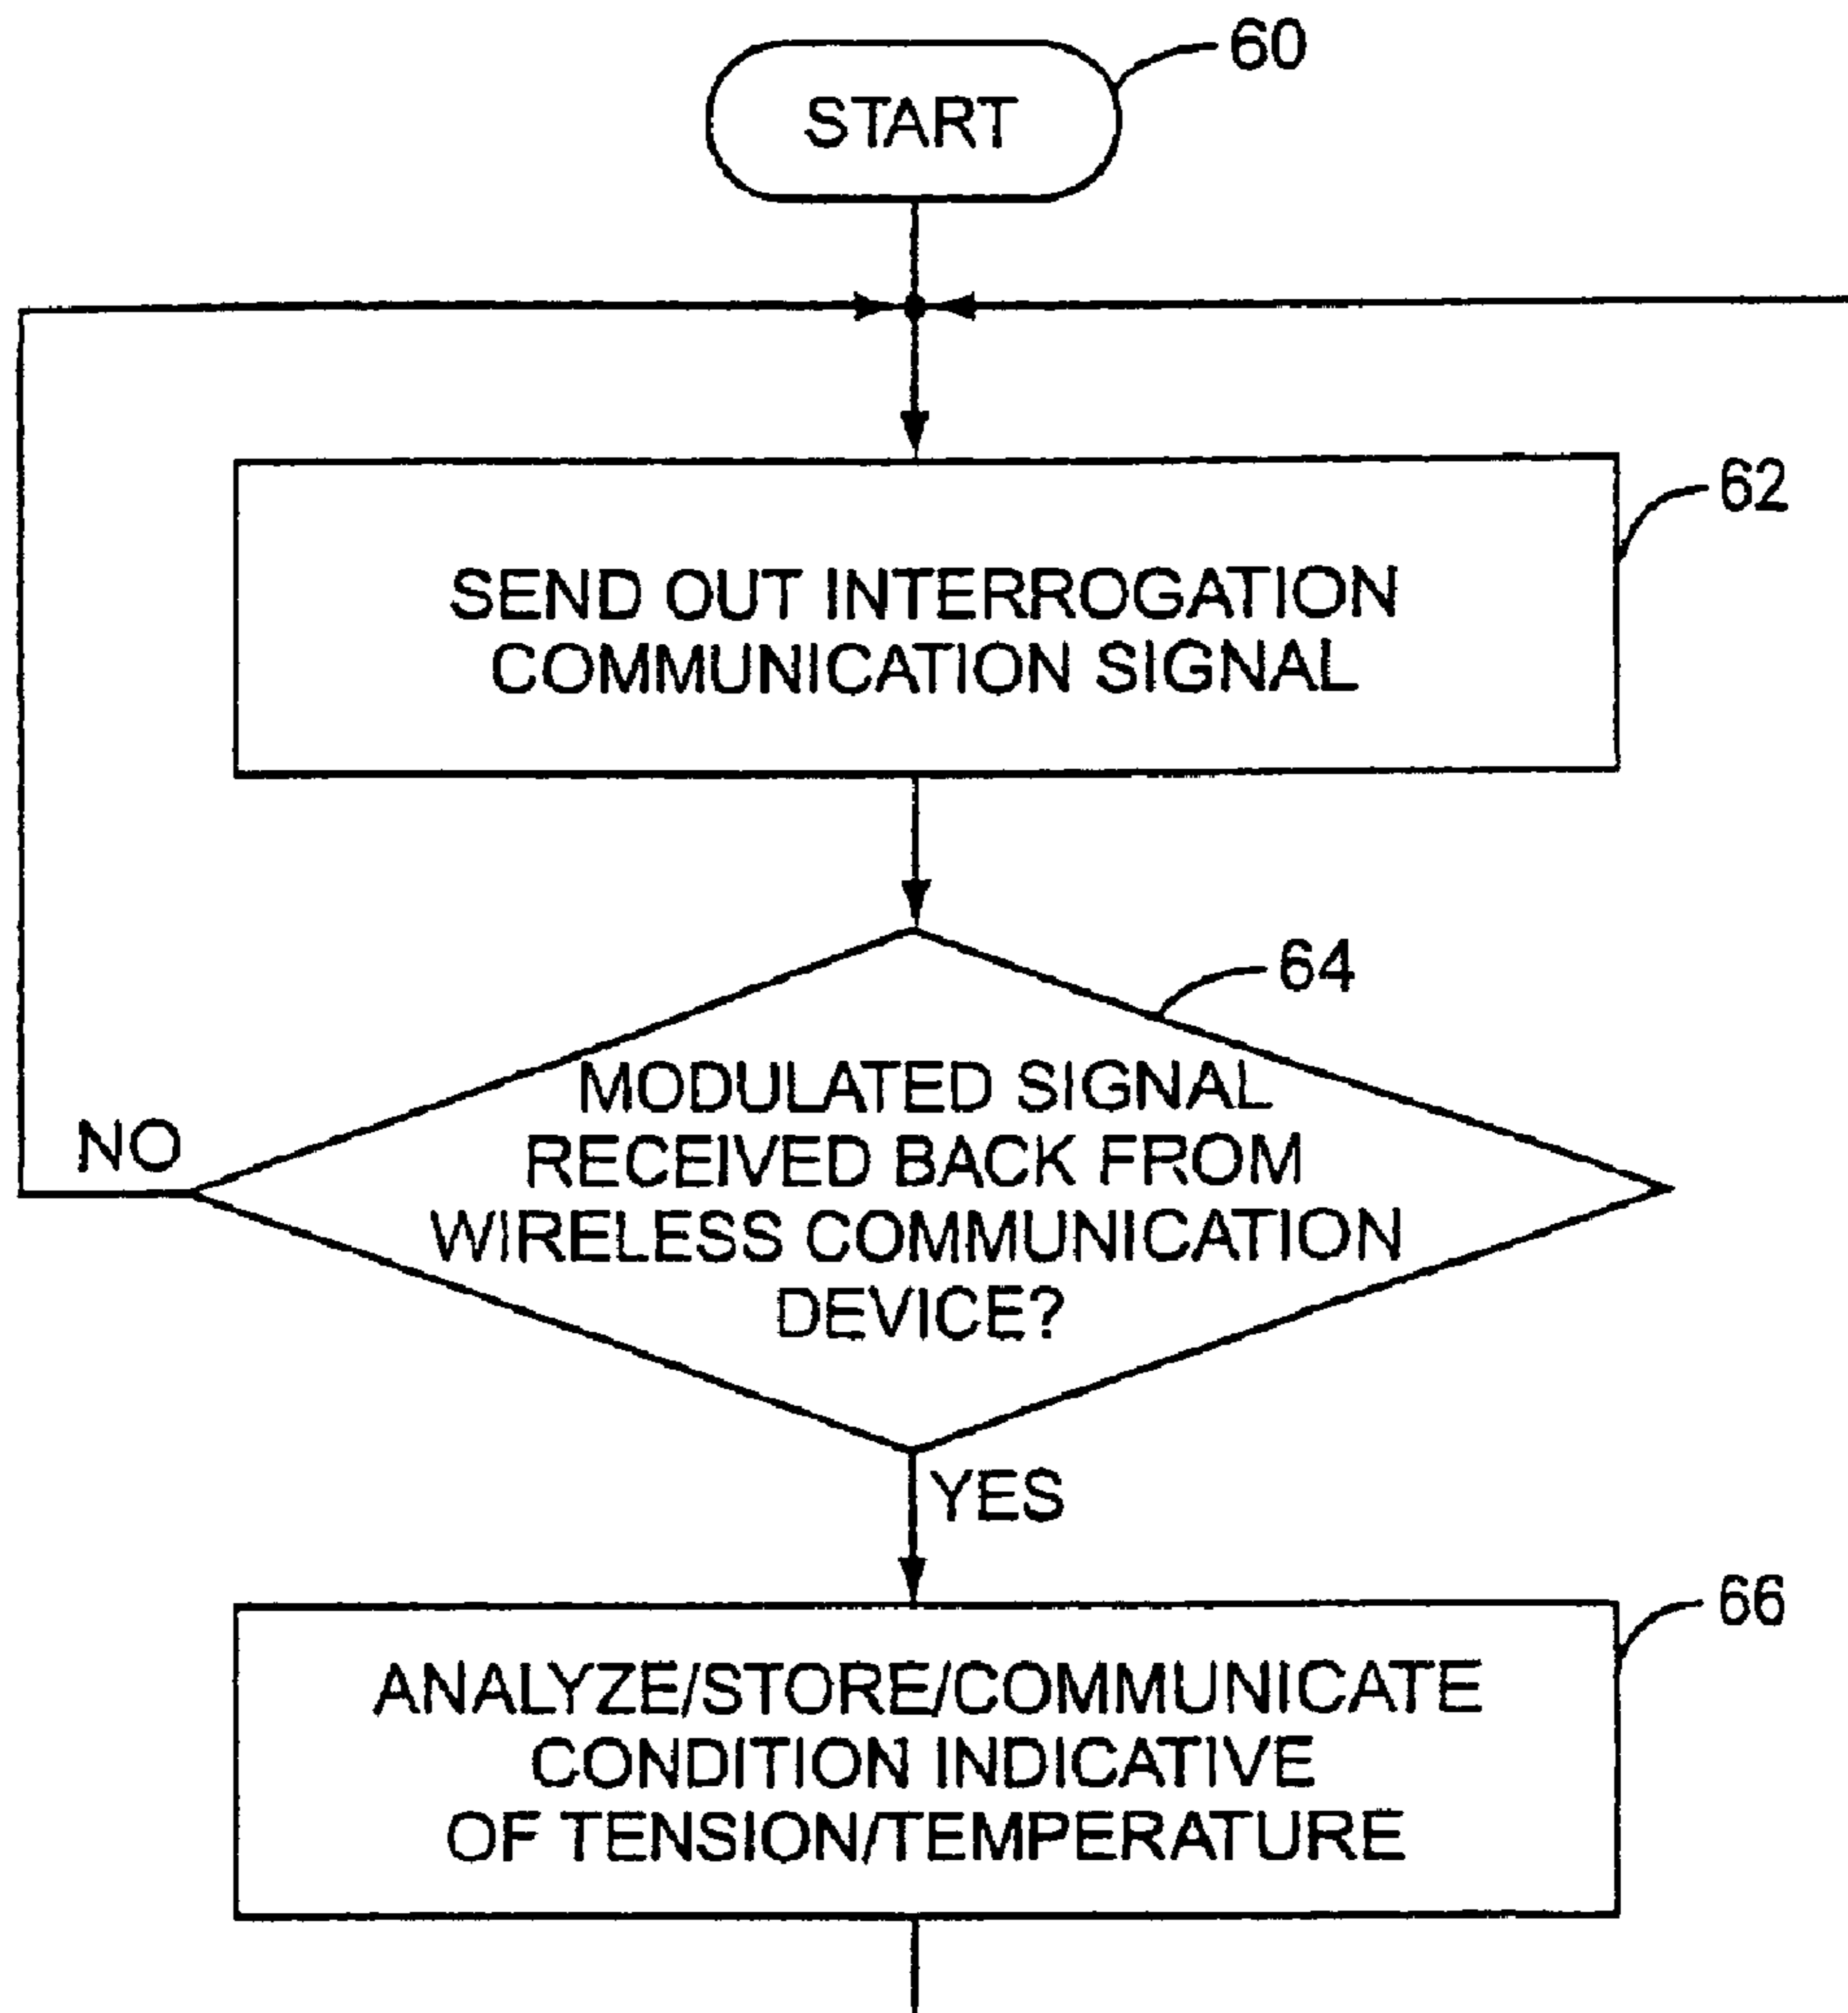 60
START
62
SEND OUT INTERROGATION
COMMUNICATION SIGNAL
64
MODULATED SIGNAL
RECEIVED BACK FROM
WIRELESS COMMUNICATION
DEVICE?
NO
YES
66
ANALYZE/STORE/COMMUNICATE
CONDITION INDICATIVE
OF TENSION/TEMPERATURE